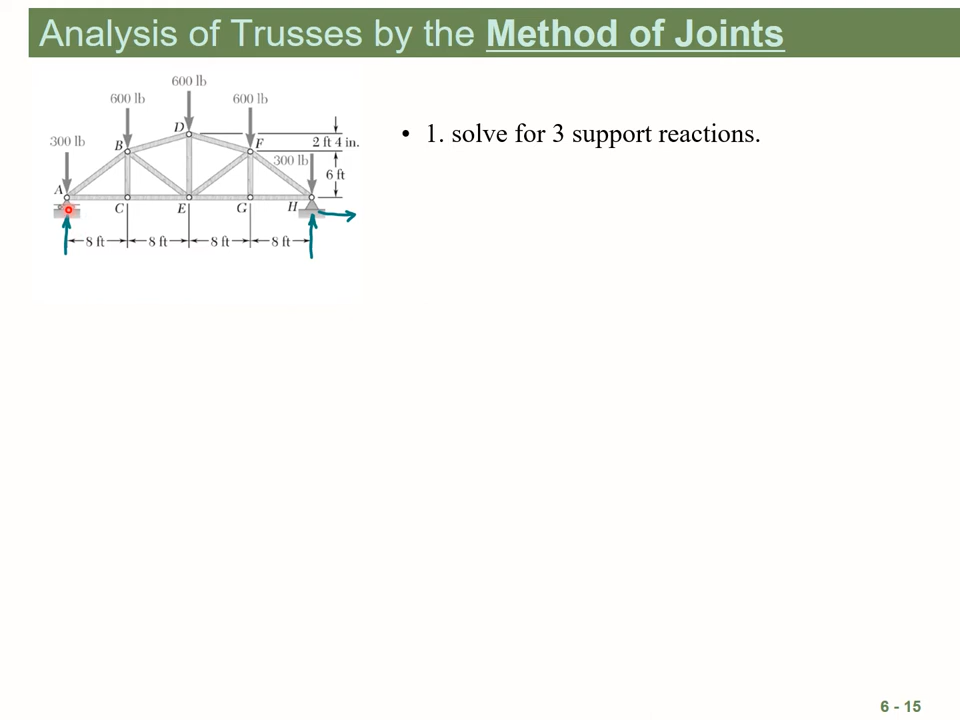 Analysis of Trusses by the Method of Joints
600 lb
600 lb
600 lb
300 lb
D
B
F
2 ft 4 in.
300 lb
6 ft
A
C
E
G
H
8 ft
8 ft
8 ft
8 ft
• 1. solve for 3 support reactions.
6 - 15